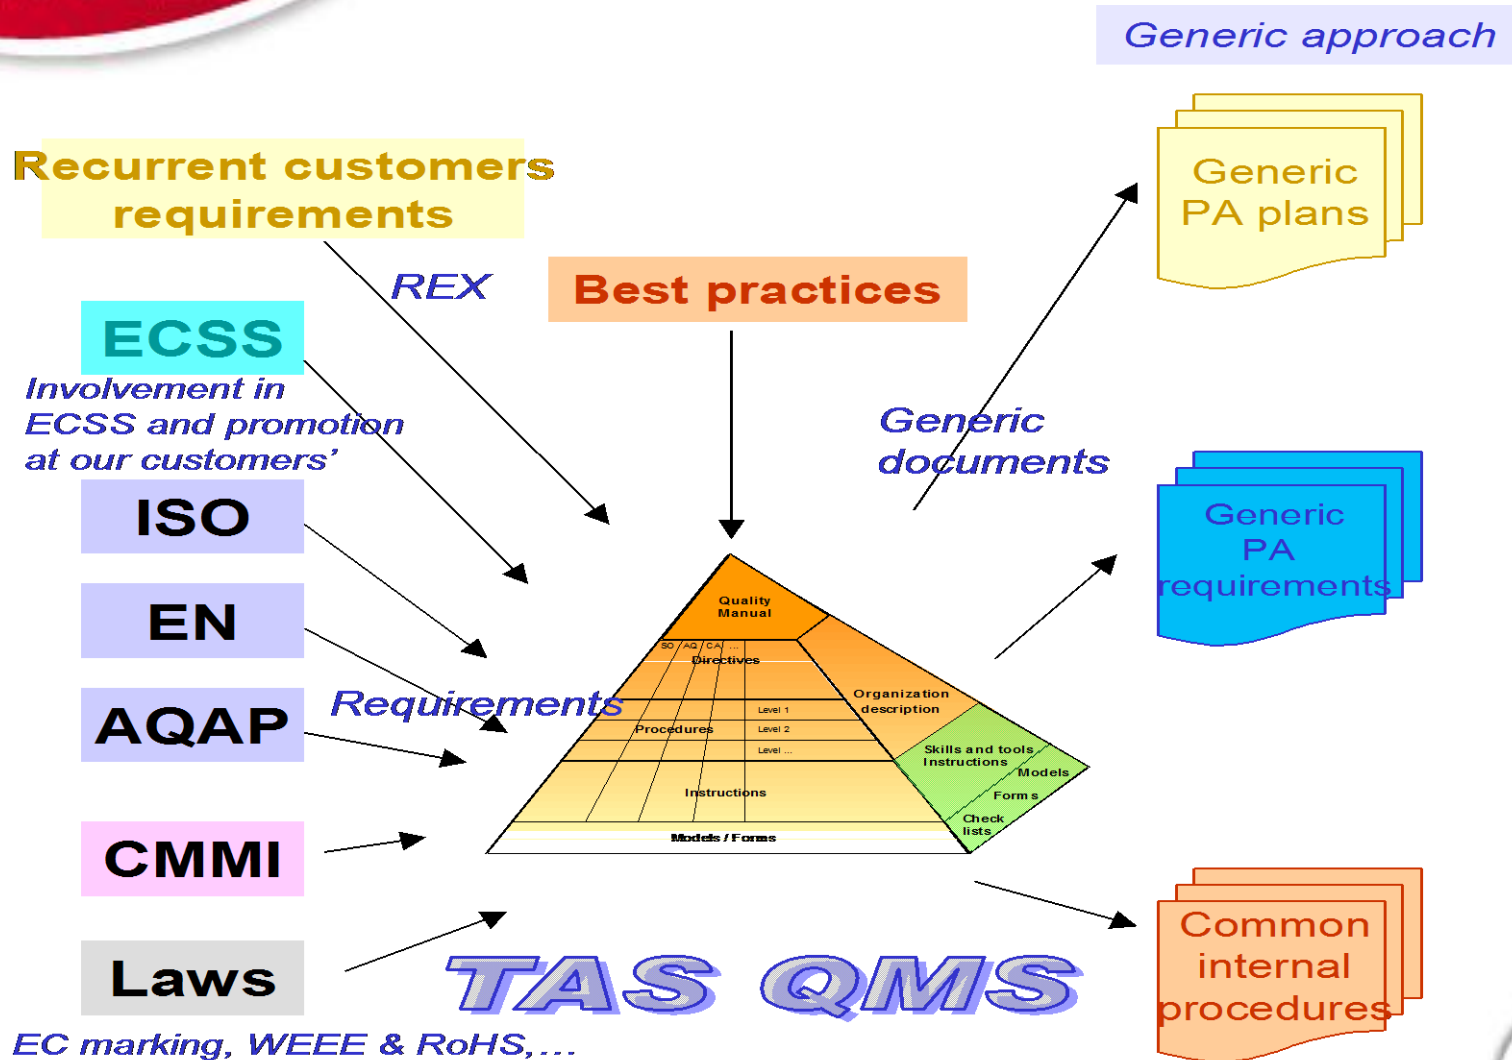 Generic approach
Recurrent customers
requirements
REX
Best practices
ECSS
Involvement in
ECSS and promotion
at our customers’
ISO
EN
AQAP
Requirements
CMMI
Laws
EC marking, WEEE & RoHS,...
Quality
Manual
SO AQ CA ...
Directives
Level 1
Procedures
Level 2
Level ...
Instructions
Models / Forms
Organization
description
Skills and tools
Instructions
Models
Forms
Check
lists
TAS QMS
Generic
documents
Generic
PA plans
Generic
PA
requirements
Common
internal
procedures